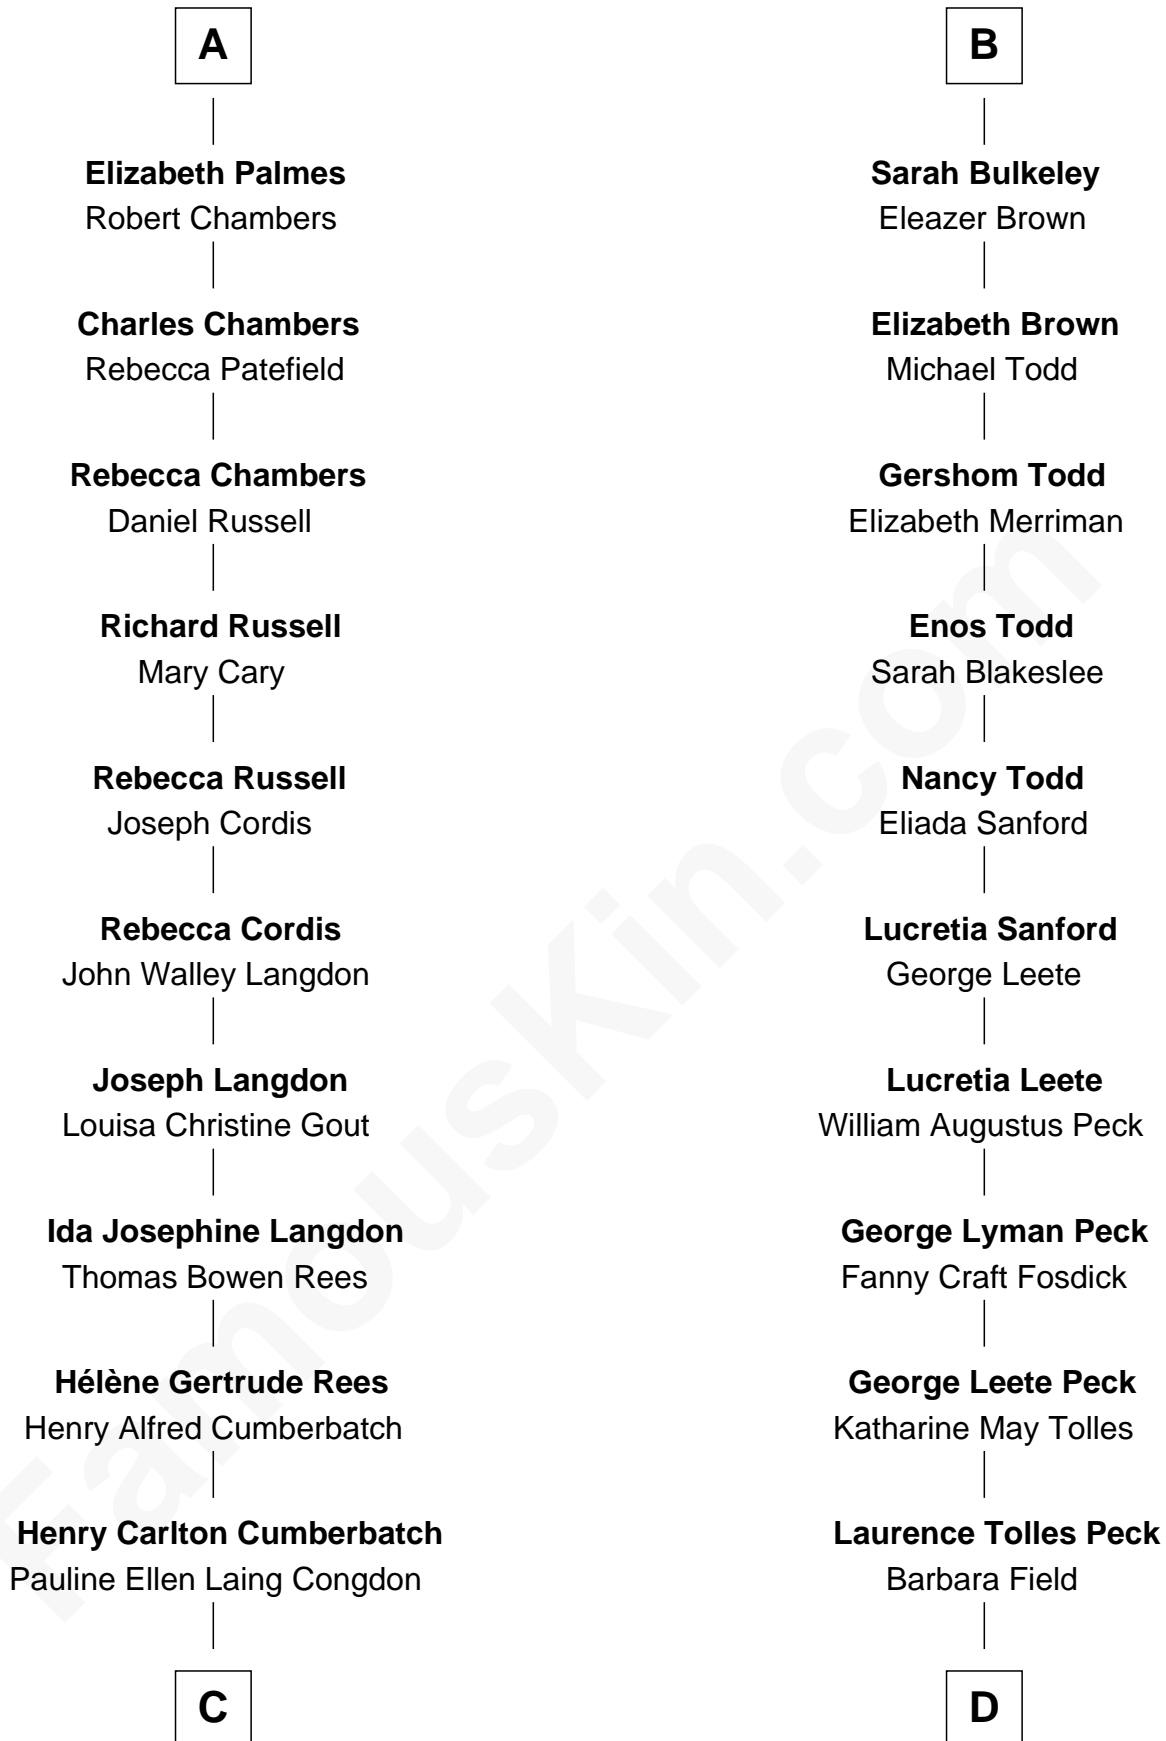 A
Elizabeth Palmes
Robert Chambers
Charles Chambers
Rebecca Patefield
Rebecca Chambers
Daniel Russell
Richard Russell
Mary Cary
Rebecca Russell
Joseph Cordis
Rebecca Cordis
John Walley Langdon
Joseph Langdon
Louisa Christine Gout
Ida Josephine Langdon
Thomas Bowen Rees
Hélène Gertrude Rees
Henry Alfred Cumberbatch
Henry Carlton Cumberbatch
Pauline Ellen Laing Congdon
C
B
Sarah Bulkeley
Eleazer Brown
Elizabeth Brown
Michael Todd
Gershom Todd
Elizabeth Merriman
Enos Todd
Sarah Blakeslee
Nancy Todd
Eliada Sanford
Lucretia Sanford
George Leete
Lucretia Leete
William Augustus Peck
George Lyman Peck
Fanny Craft Fosdick
George Leete Peck
Katharine May Tolles
Laurence Tolles Peck
Barbara Field
D
FamousKin.com